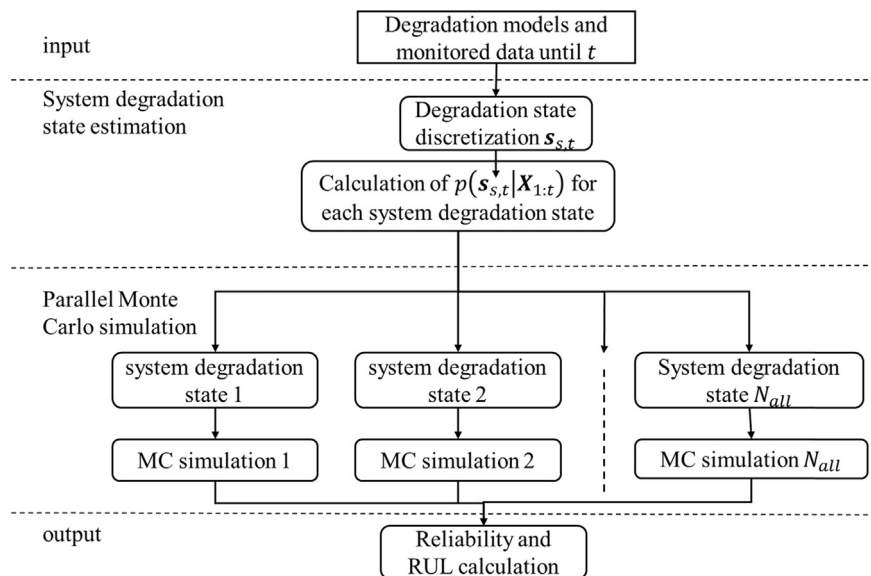 input
Degradation models and
monitored data until t
System degradation
state estimation
Degradation state
discretization s_{s,t}
Calculation of p(s_{s,t}|X_{1:t}) for
each system degradation state
Parallel Monte
Carlo simulation
system degradation
state 1
system degradation
state 2
System degradation
state N_{all}
MC simulation 1
MC simulation 2
MC simulation N_{all}
output
Reliability and
RUL calculation